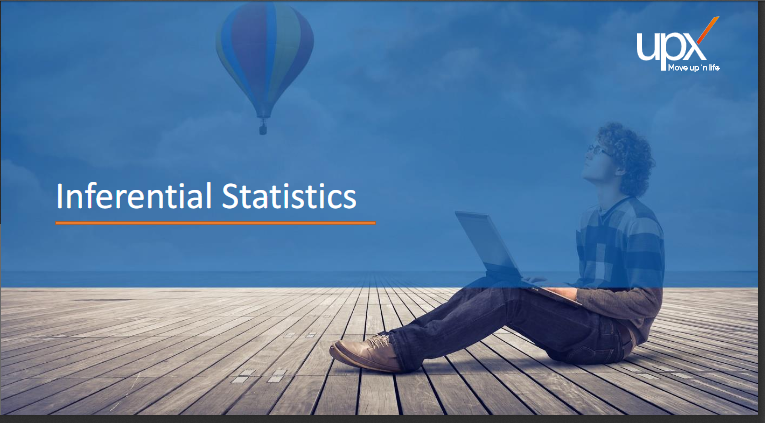 upx
Move up 'n life
Inferential Statistics